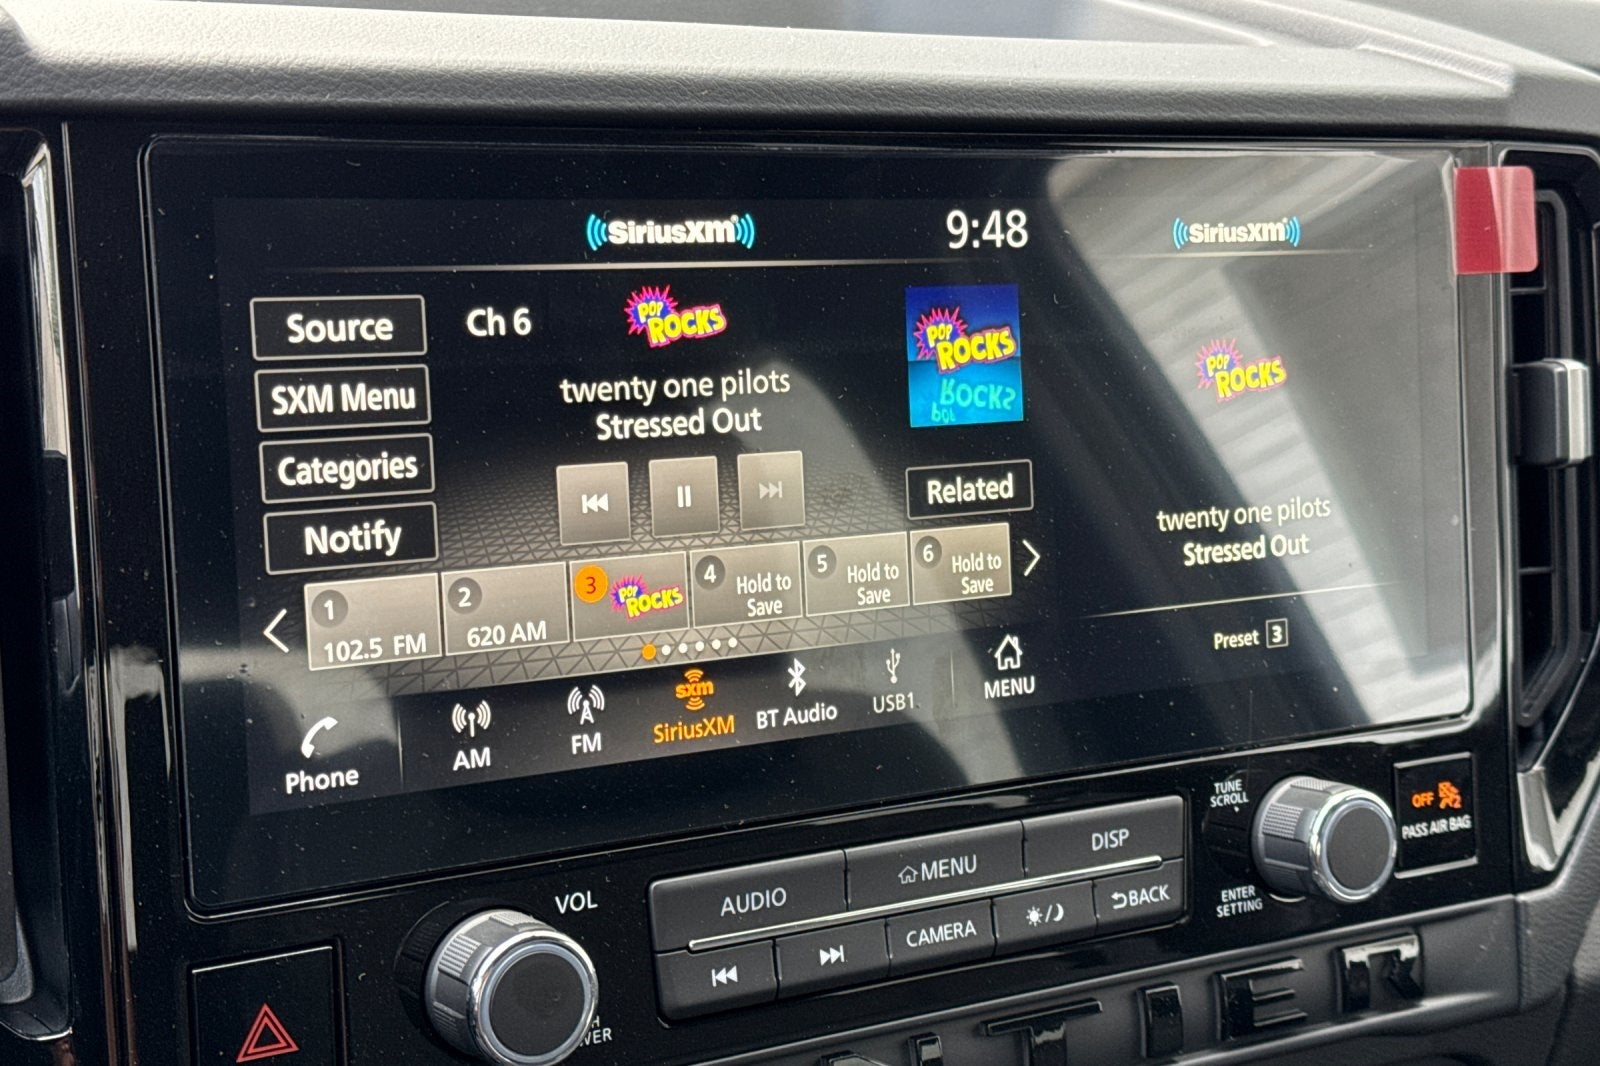 SiriusXM
9:48
SiriusXM
Source
Ch 6
POP
ROCKS
POP
ROCKS
POP
ROCKS
SXM Menu
twenty one pilots
Stressed Out
Categories
Related
Notify
twenty one pilots
Stressed Out
1
102.5 FM
2
620 AM
3
POP
ROCKS
4
Hold to
Save
5
Hold to
Save
6
Hold to
Save
Preset 3
Phone
AM
FM
sxm
SiriusXM
BT Audio
USB1
MENU
TUNE
SCROLL
OFF
2
PASS AIR BAG
ENTER
SETTING
VOL
AUDIO
MENU
DISP
CAMERA
BACK
TIER